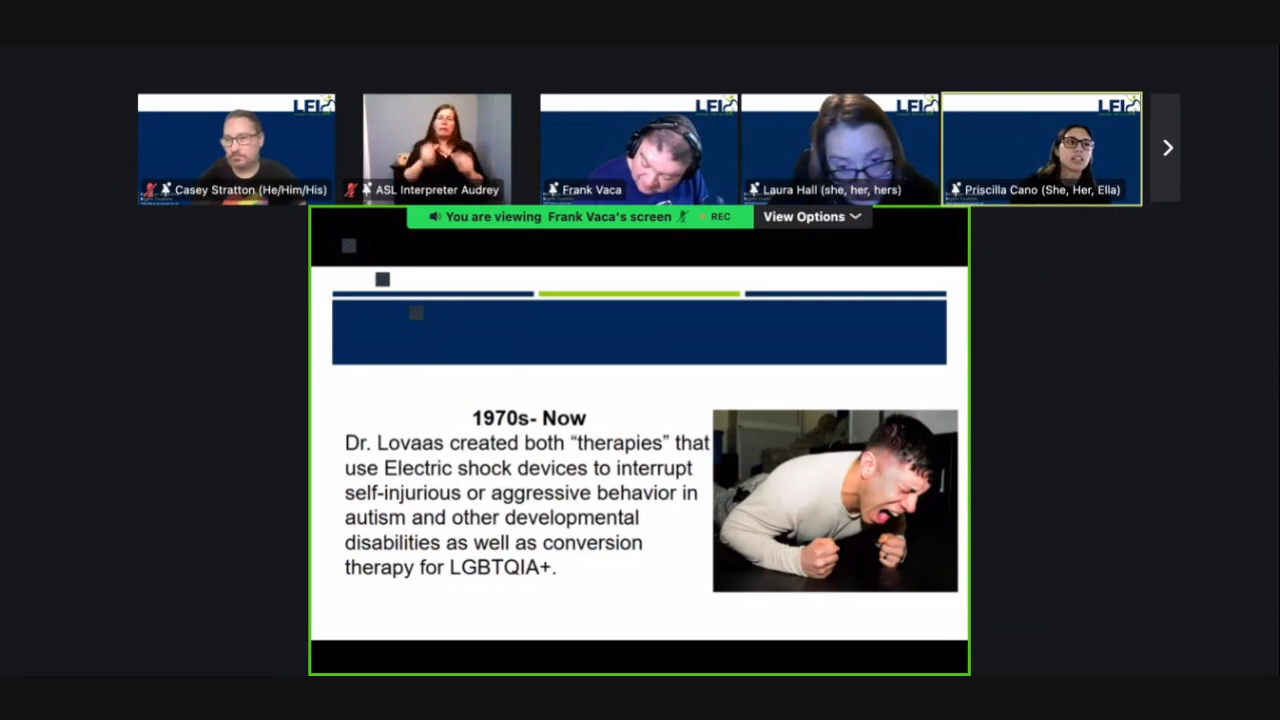 LEI
LEI
LEI
LEI
Casey Stratton (He/Him/His)
ASL Interpreter Audrey
Frank Vaca
Laura Hall (she, her, hers)
Priscilla Cano (She, Her, Ella)
You are viewing Frank Vaca's screen
REC
View Options
1970s- Now
Dr. Lovaas created both “therapies” that
use Electric shock devices to interrupt
self-injurious or aggressive behavior in
autism and other developmental
disabilities as well as conversion
therapy for LGBTQIA+.